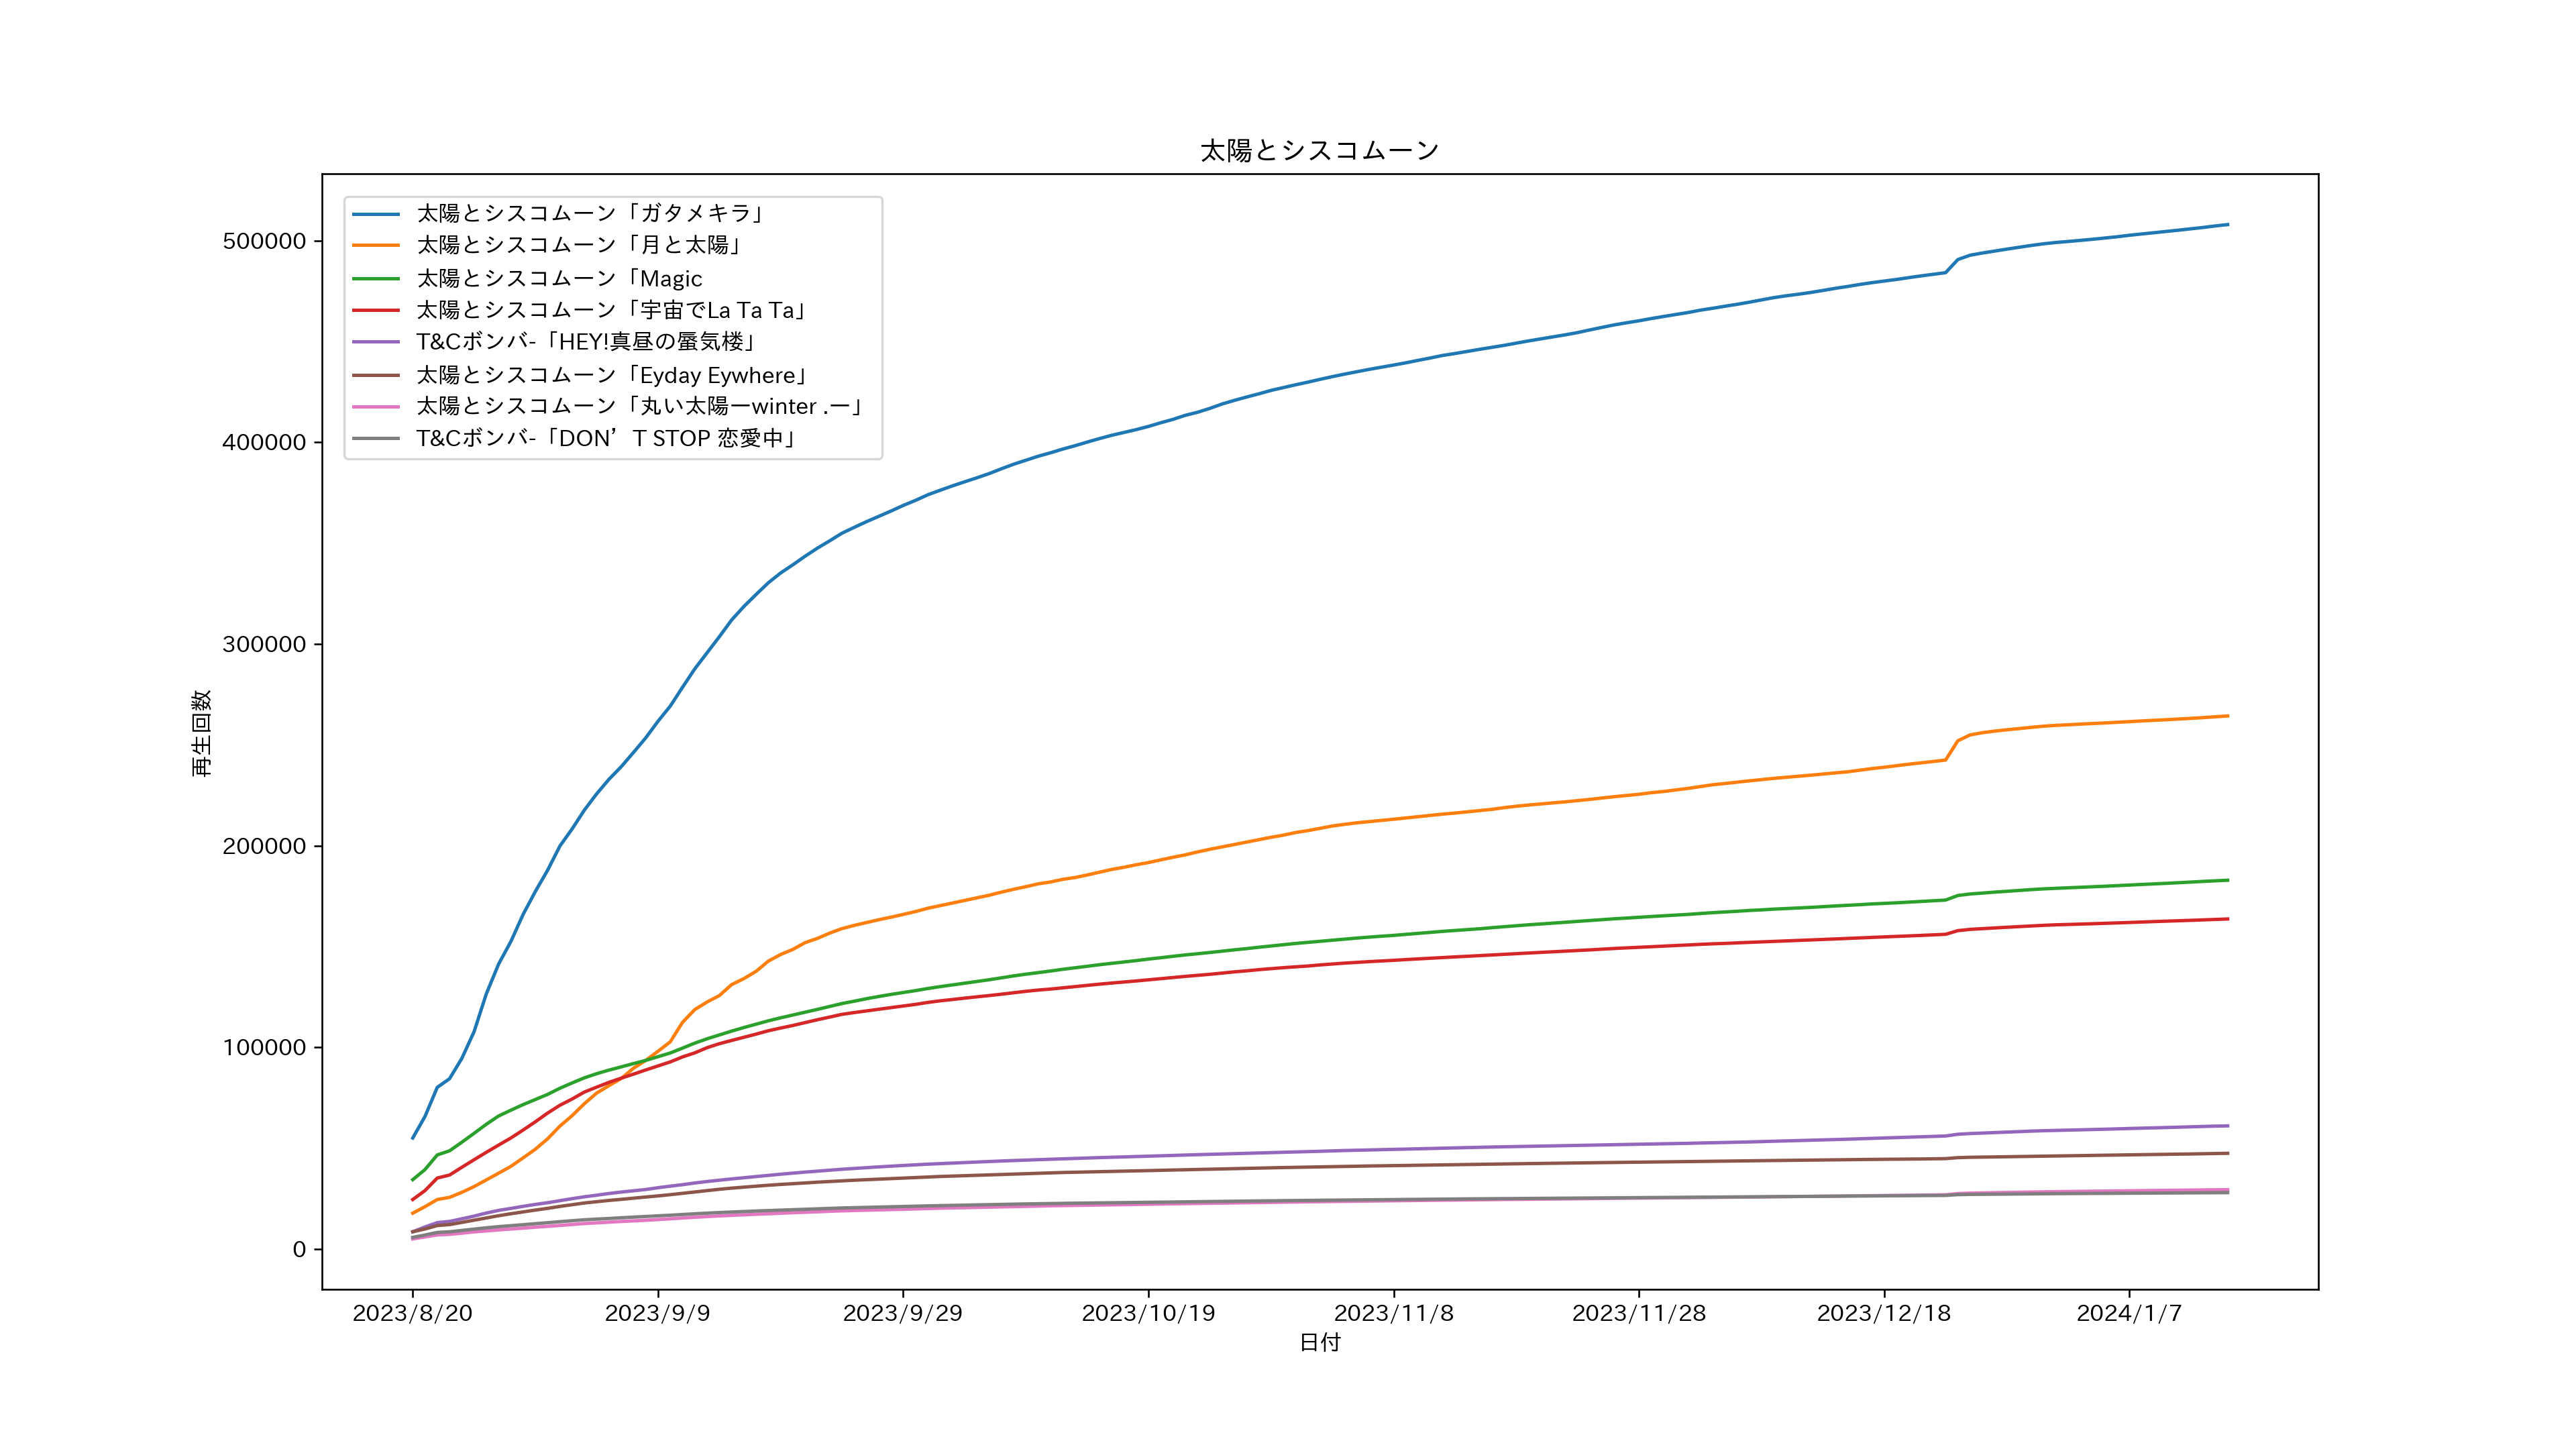 太陽とシスコムーン
太陽とシスコムーン「ガタメキラ」
太陽とシスコムーン「月と太陽」
太陽とシスコムーン「Magic
太陽とシスコムーン「宇宙でLa Ta Ta」
T&Cボンバ-「HEY!真昼の蜃気楼」
太陽とシスコムーン「Eyday Eywhere」
太陽とシスコムーン「丸い太陽ーwinter .ー」
T&Cボンバ-「DON’T STOP 恋愛中」
500000
400000
300000
200000
100000
0
再生回数
2023/8/20 2023/9/9 2023/9/29 2023/10/19 2023/11/8 2023/11/28 2023/12/18 2024/1/7
日付